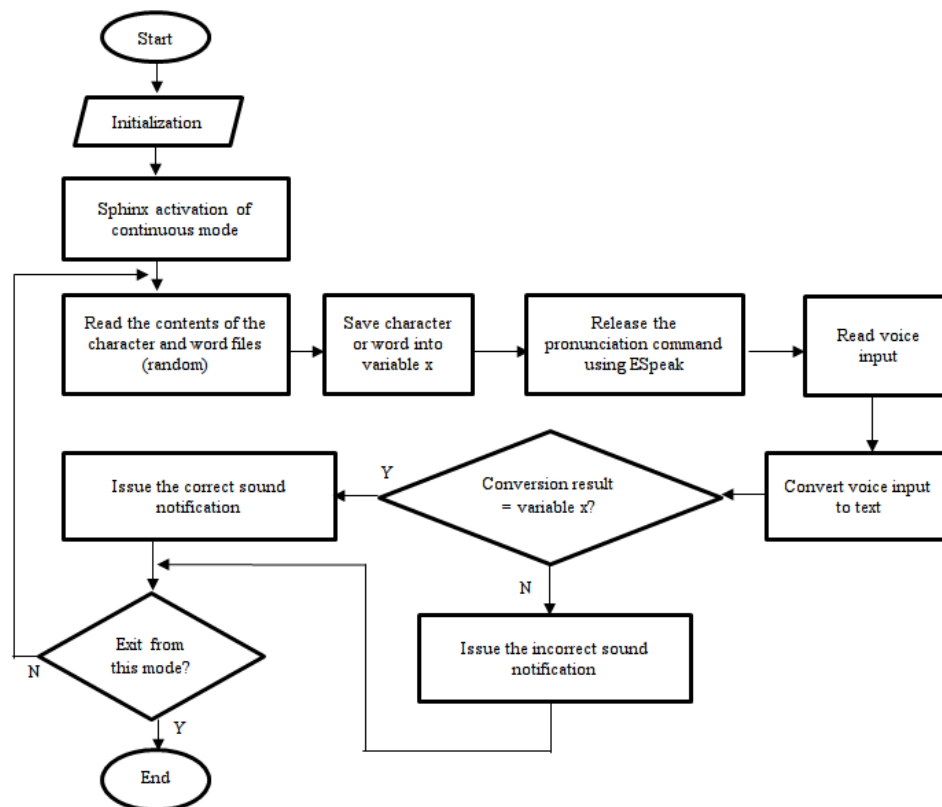 Start
Initialization
Sphinx activation of
continuous mode
Read the contents of the
character and word files
(random)
Save character
or word into
variable x
Release the
pronunciation command
using ESpeak
Read voice
input
Convert voice input
to text
Conversion result
= variable x?
Y
N
Issue the correct sound
notification
Issue the incorrect sound
notification
Exit from
this mode?
N
Y
End